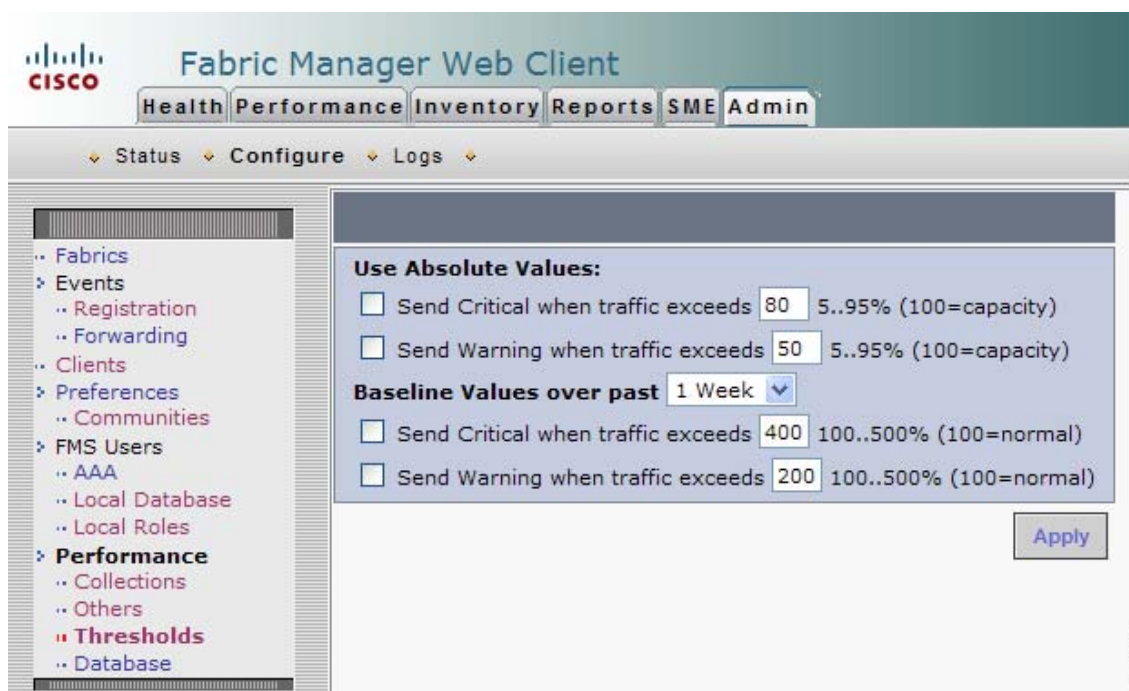 CISCO
Fabric Manager Web Client
Health Performance Inventory Reports SME Admin
Status Configure Logs
Fabrics
Events
Registration
Forwarding
Clients
Preferences
Communities
FMS Users
AAA
Local Database
Local Roles
Performance
Collections
Others
Thresholds
Database
Use Absolute Values:
Send Critical when traffic exceeds 80 5..95% (100=capacity)
Send Warning when traffic exceeds 50 5..95% (100=capacity)
Baseline Values over past 1 Week
Send Critical when traffic exceeds 400 100..500% (100=normal)
Send Warning when traffic exceeds 200 100..500% (100=normal)
Apply